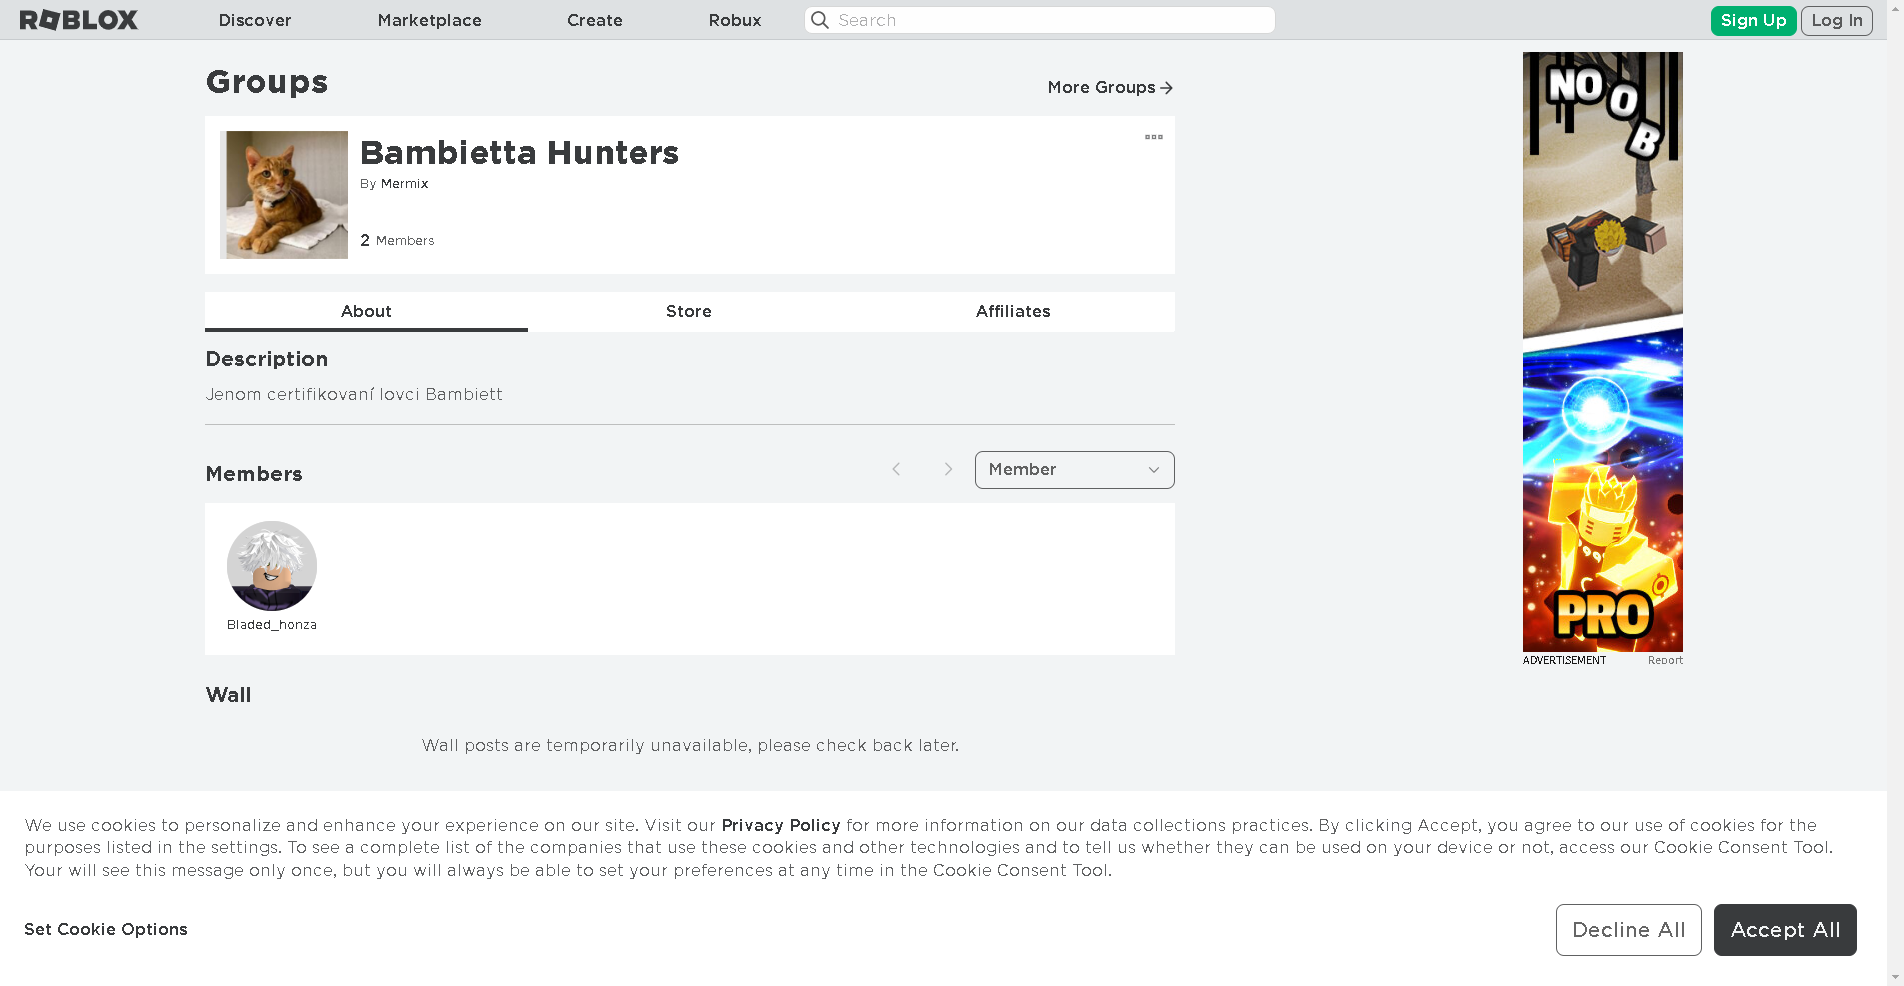 ROBLOX
Discover
Marketplace
Create
Robux
Search
Sign Up
Log In
Groups
More Groups
Bambietta Hunters
By Mermix
2 Members
About
Store
Affiliates
Description
Jenom certifikovaní lovci Bambiett
Members
Member
Bladed_honza
Wall
Wall posts are temporarily unavailable, please check back later.
NOOB
PRO
ADVERTISEMENT
Report
We use cookies to personalize and enhance your experience on our site. Visit our Privacy Policy for more information on our data collections practices. By clicking Accept, you agree to our use of cookies for the
purposes listed in the settings. To see a complete list of the companies that use these cookies and other technologies and to tell us whether they can be used on your device or not, access our Cookie Consent Tool.
Your will see this message only once, but you will always be able to set your preferences at any time in the Cookie Consent Tool.
Set Cookie Options
Decline All
Accept All